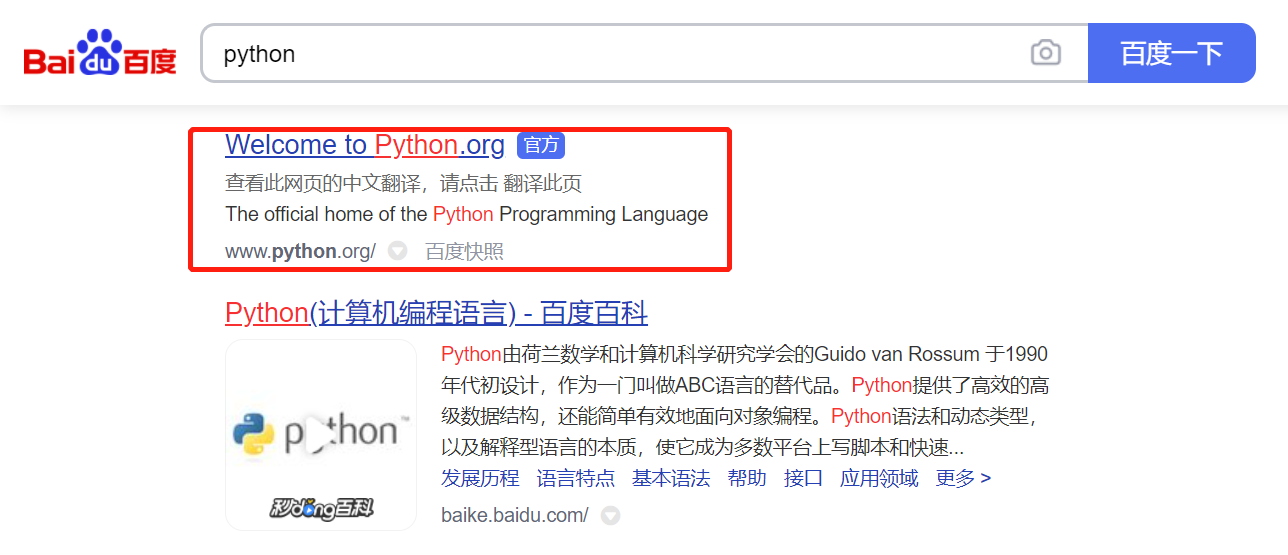 Bai du 百度
python
百度一下
Welcome to Python.org 官方
查看此网页的中文翻译，请点击 翻译此页
The official home of the Python Programming Language
www.python.org/ 百度快照
Python(计算机编程语言) - 百度百科
Python由荷兰数学和计算机科学研究学会的Guido van Rossum 于1990
年代初设计，作为一门叫做ABC语言的替代品。Python提供了高效的高
级数据结构，还能简单有效地面向对象编程。Python语法和动态类型，
以及解释型语言的本质，使它成为多数平台上写脚本和快速...
python™
秒dong百科
发展历程 语言特点 基本语法 帮助 接口 应用领域 更多 >
baike.baidu.com/